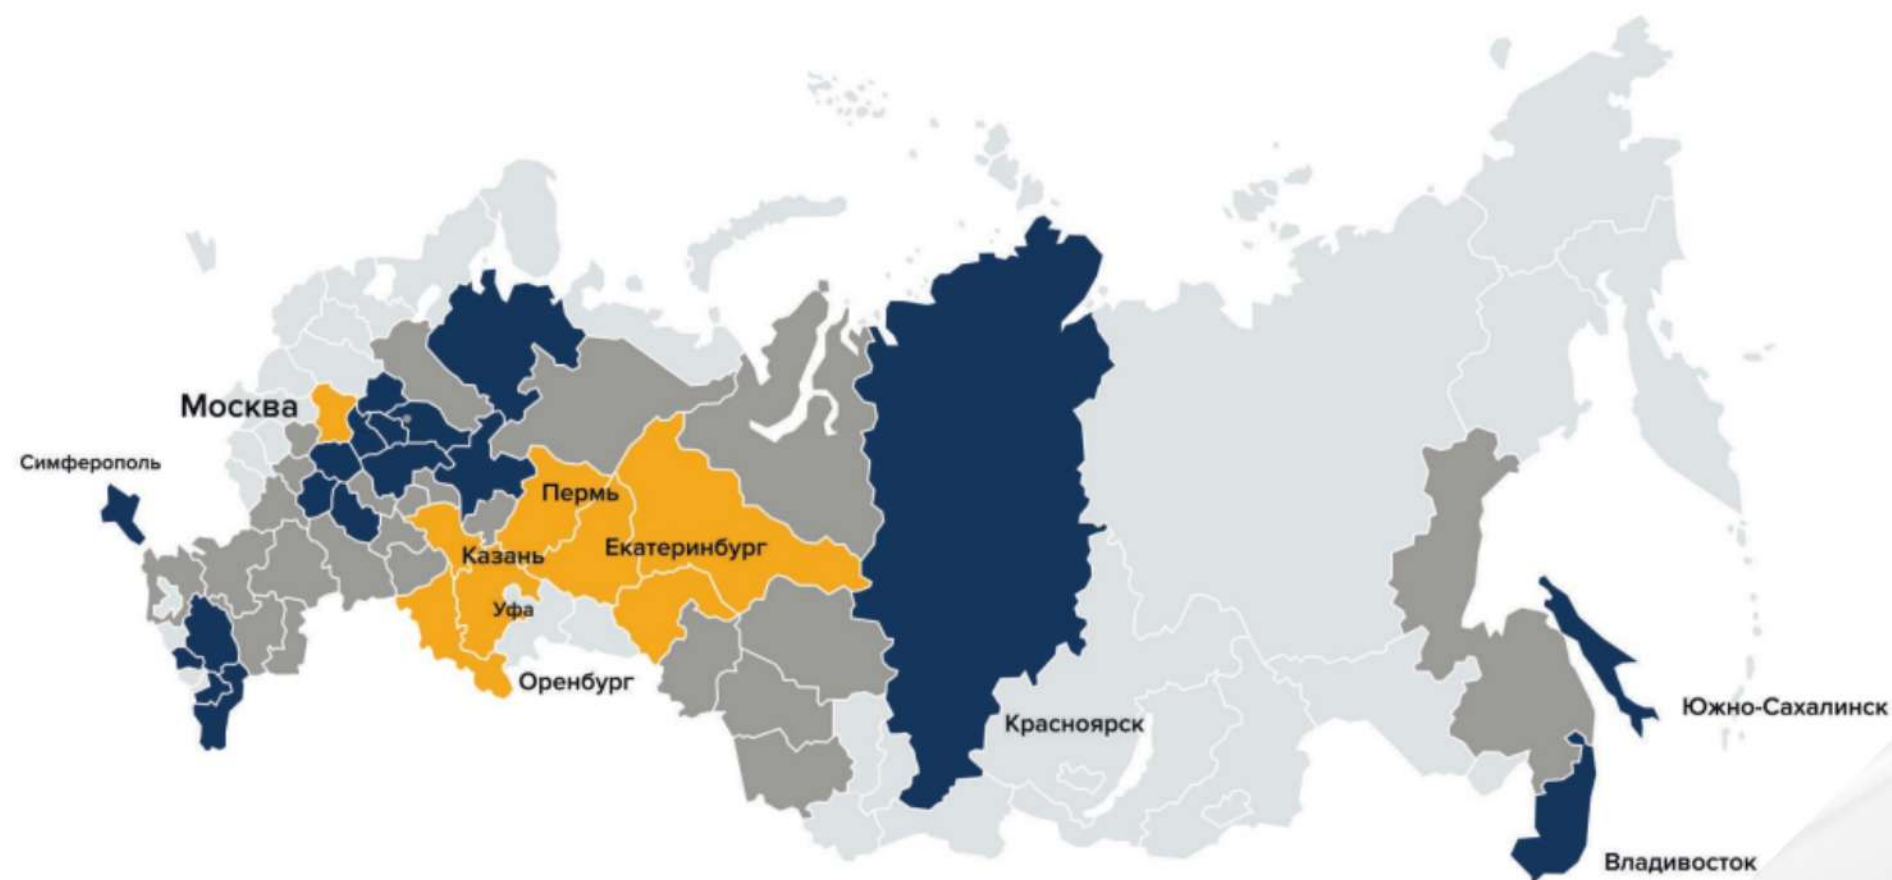 Москва
Симферополь
Пермь
Екатеринбург
Казань
Уфа
Оренбург
Красноярск
Южно-Сахалинск
Владивосток